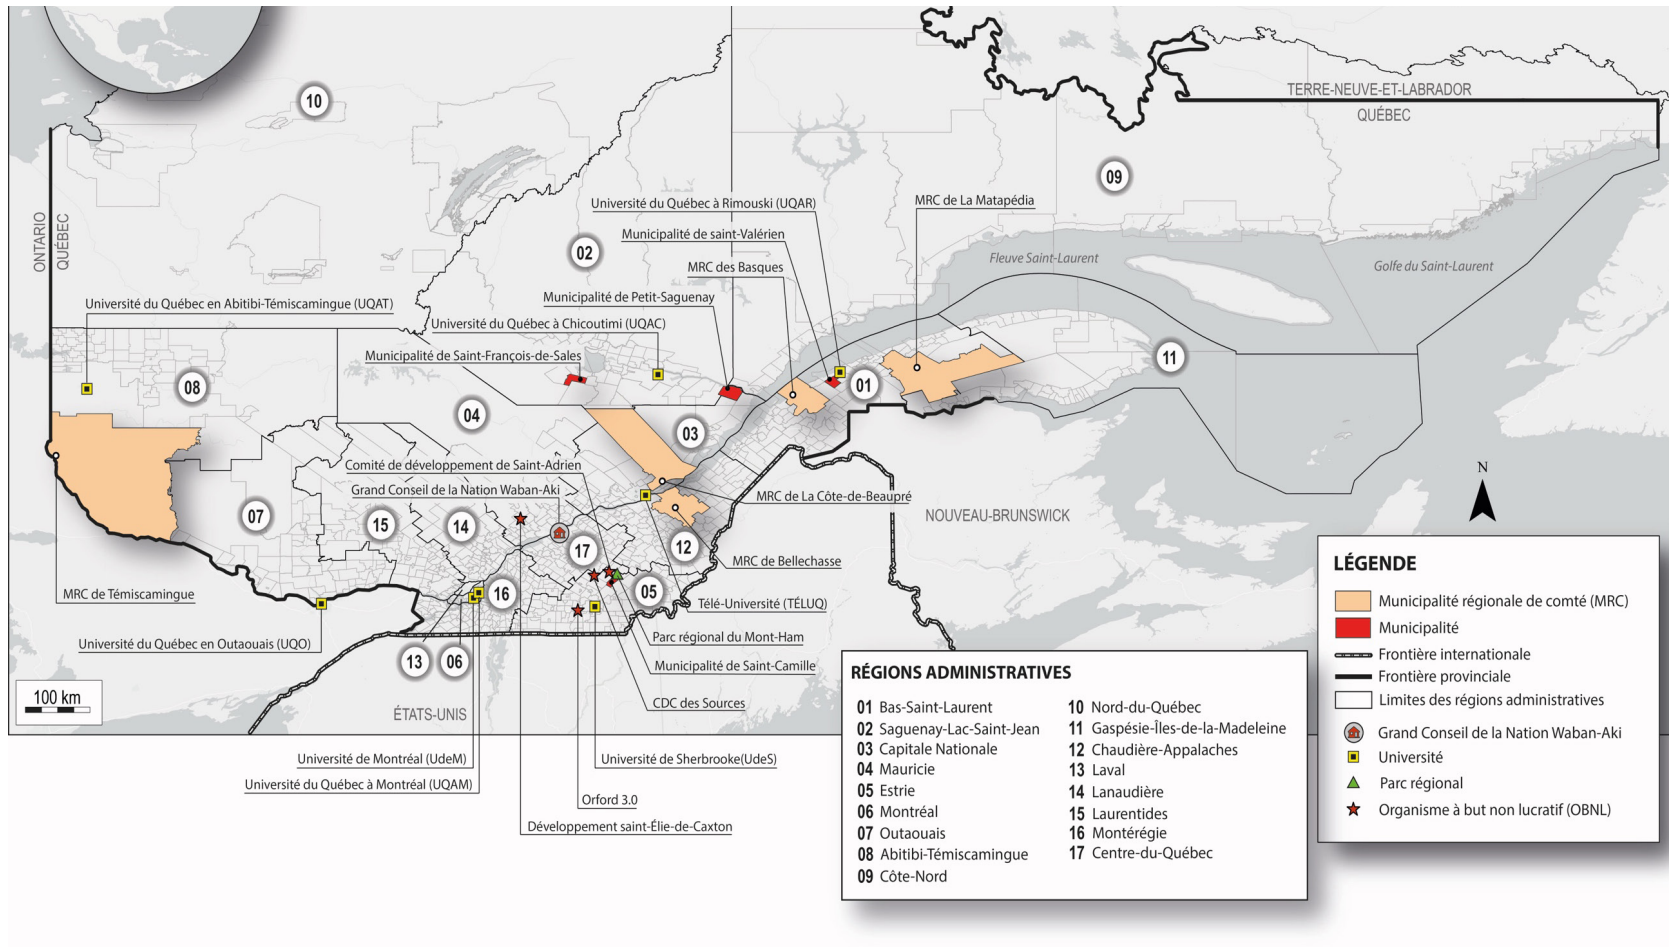 10
TERRE-NEUVE-ET-LABRADOR
QUÉBEC
09
ONTARIO
QUÉBEC
Université du Québec à Rimouski (UQAR)
MRC de La Matapédia
Municipalité de saint-Valérien
02
MRC des Basques
Fleuve Saint-Laurent
Golfe du Saint-Laurent
Municipalité de Petit-Saguenay
Université du Québec en Abitibi-Témiscamingue (UQAT)
Université du Québec à Chicoutimi (UQAC)
Municipalité de Saint-François-de-Sales
11
08
01
04
03
Comité de développement de Saint-Adrien
Grand Conseil de la Nation Waban-Aki
MRC de La Côte-de-Beaupré
N
07
15
14
NOUVEAU-BRUNSWICK
17
12
MRC de Bellechasse
MRC de Témiscamingue
16
05
Télé-Université (TÉLUQ)
Université du Québec en Outaouais (UQO)
Parc régional du Mont-Ham
13
06
Municipalité de Saint-Camille
100 km
CDC des Sources
ÉTATS-UNIS
Université de Montréal (UdeM)
Université de Sherbrooke(UdeS)
Université du Québec à Montréal (UQAM)
Orford 3.0
Développement saint-Élie-de-Caxton
RÉGIONS ADMINISTRATIVES
01 Bas-Saint-Laurent
02 Saguenay-Lac-Saint-Jean
03 Capitale Nationale
04 Mauricie
05 Estrie
06 Montréal
07 Outaouais
08 Abitibi-Témiscamingue
09 Côte-Nord
10 Nord-du-Québec
11 Gaspésie-Îles-de-la-Madeleine
12 Chaudière-Appalaches
13 Laval
14 Lanaudière
15 Laurentides
16 Montérégie
17 Centre-du-Québec
LÉGENDE
Municipalité régionale de comté (MRC)
Municipalité
Frontière internationale
Frontière provinciale
Limites des régions administratives
Grand Conseil de la Nation Waban-Aki
Université
Parc régional
Organisme à but non lucratif (OBNL)